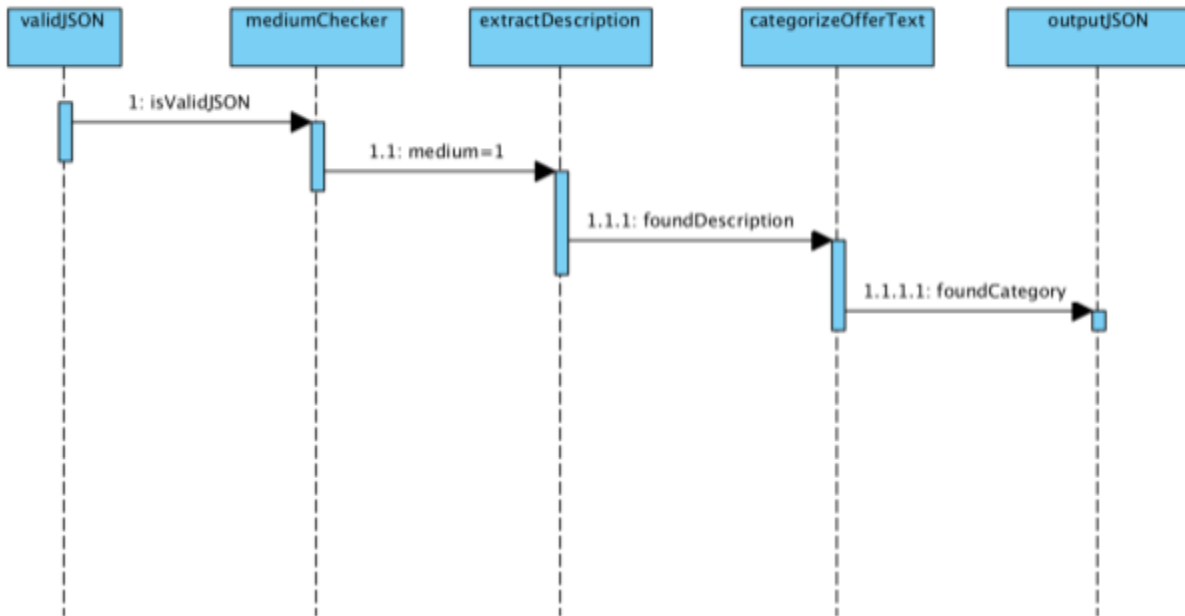 validJSON
mediumChecker
extractDescription
categorizeOfferText
outputJSON
1: isValidJSON
1.1: medium=1
1.1.1: foundDescription
1.1.1.1: foundCategory